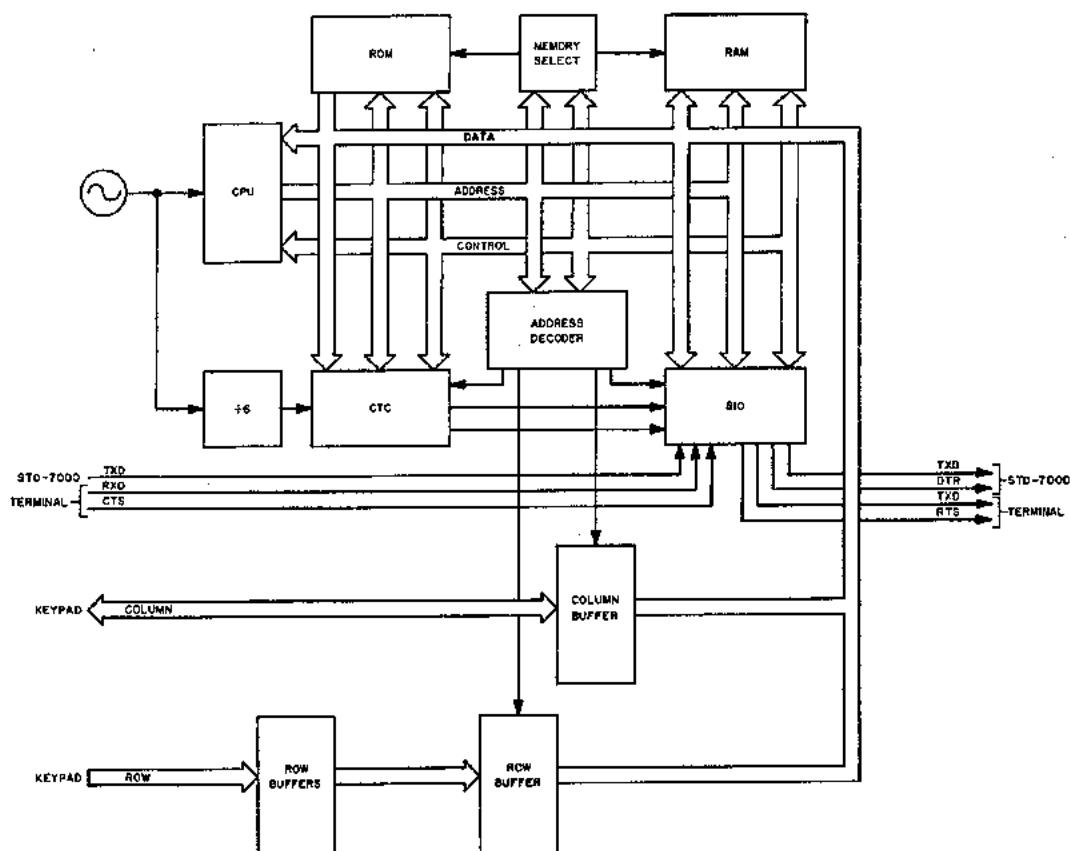 ROM
MEMORY
SELECT
RAM
DATA
CPU
ADDRESS
CONTROL
ADDRESS
DECODER
÷6
CTC
SIO
STD-7000
TXD
TERMINAL
RXD
CTS
TXD
DTR
STD-7000
TXD
RTS
TERMINAL
KEYPAD
COLUMN
COLUMN
BUFFER
KEYPAD
ROW
ROW
BUFFERS
ROW
BUFFER